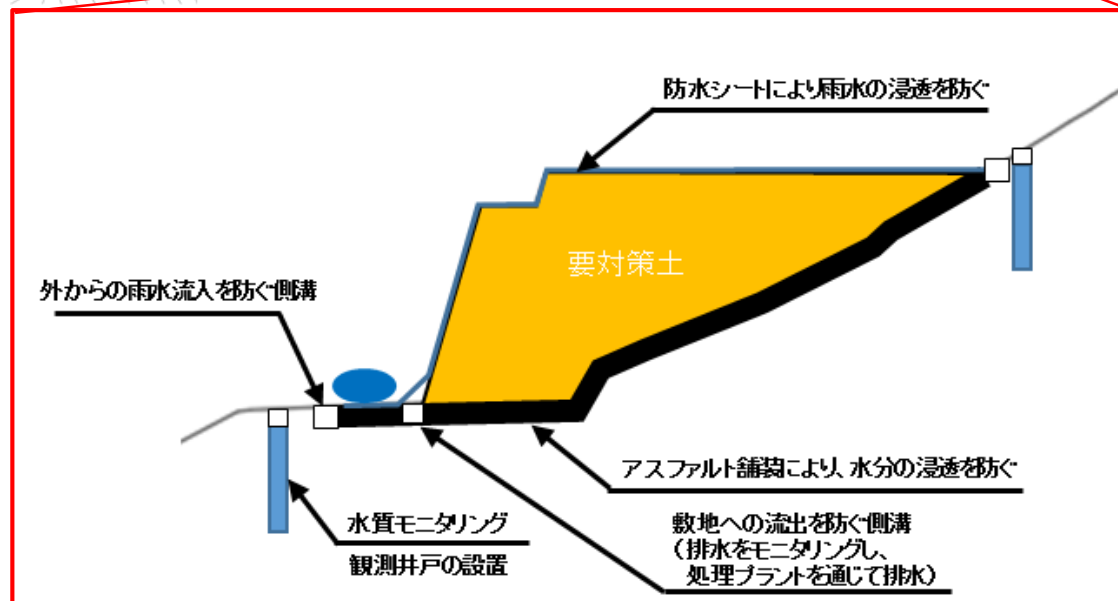 防水シートにより雨水の浸透を防ぐ
要対策土
外からの雨水流入を防ぐ側溝
アスファルト舗装により、水分の浸透を防ぐ
水質モニタリング
観測井戸の設置
敷地への流出を防ぐ側溝
(排水をモニタリングし、
処理プラントを通じて排水)